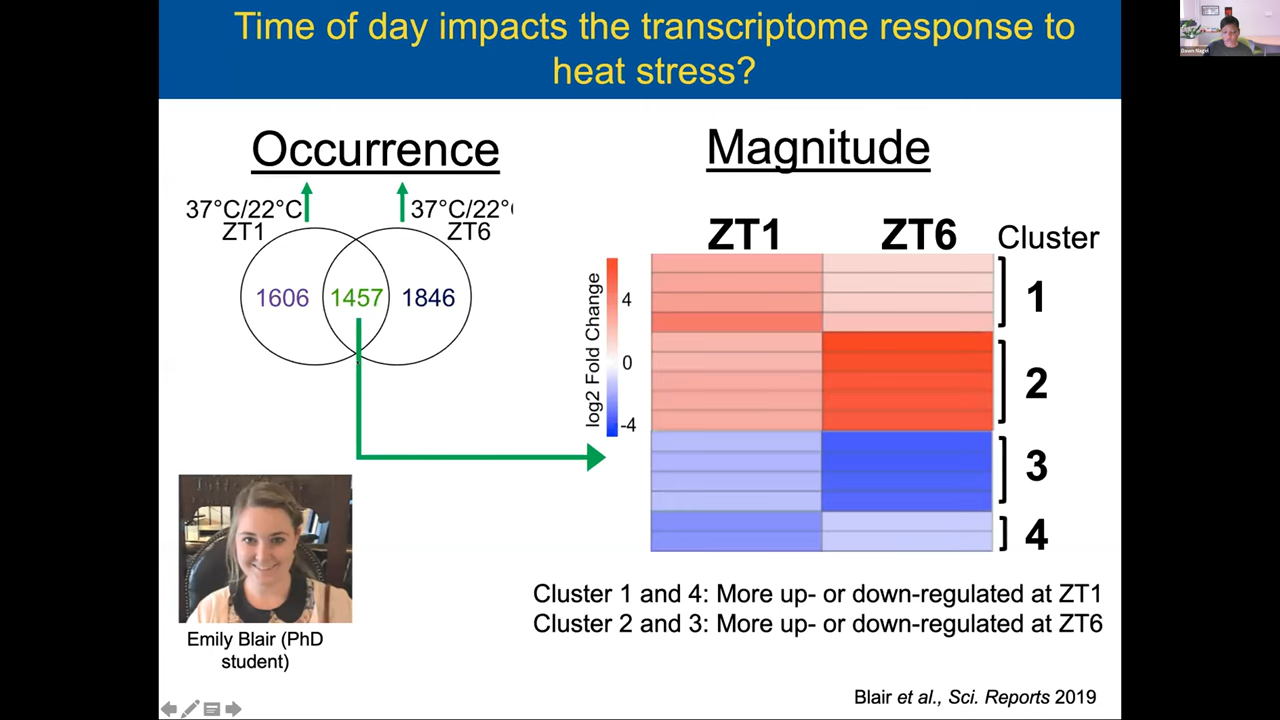 Time of day impacts the transcriptome response to
heat stress?
Occurrence
37°C/22°C
ZT1
37°C/22°
ZT6
1606
1457
1846
Magnitude
ZT1
ZT6
Cluster
log2 Fold Change
4
0
-4
1
2
3
4
Cluster 1 and 4: More up- or down-regulated at ZT1
Cluster 2 and 3: More up- or down-regulated at ZT6
Emily Blair (PhD
student)
Blair et al., Sci. Reports 2019
Dawn Nagel